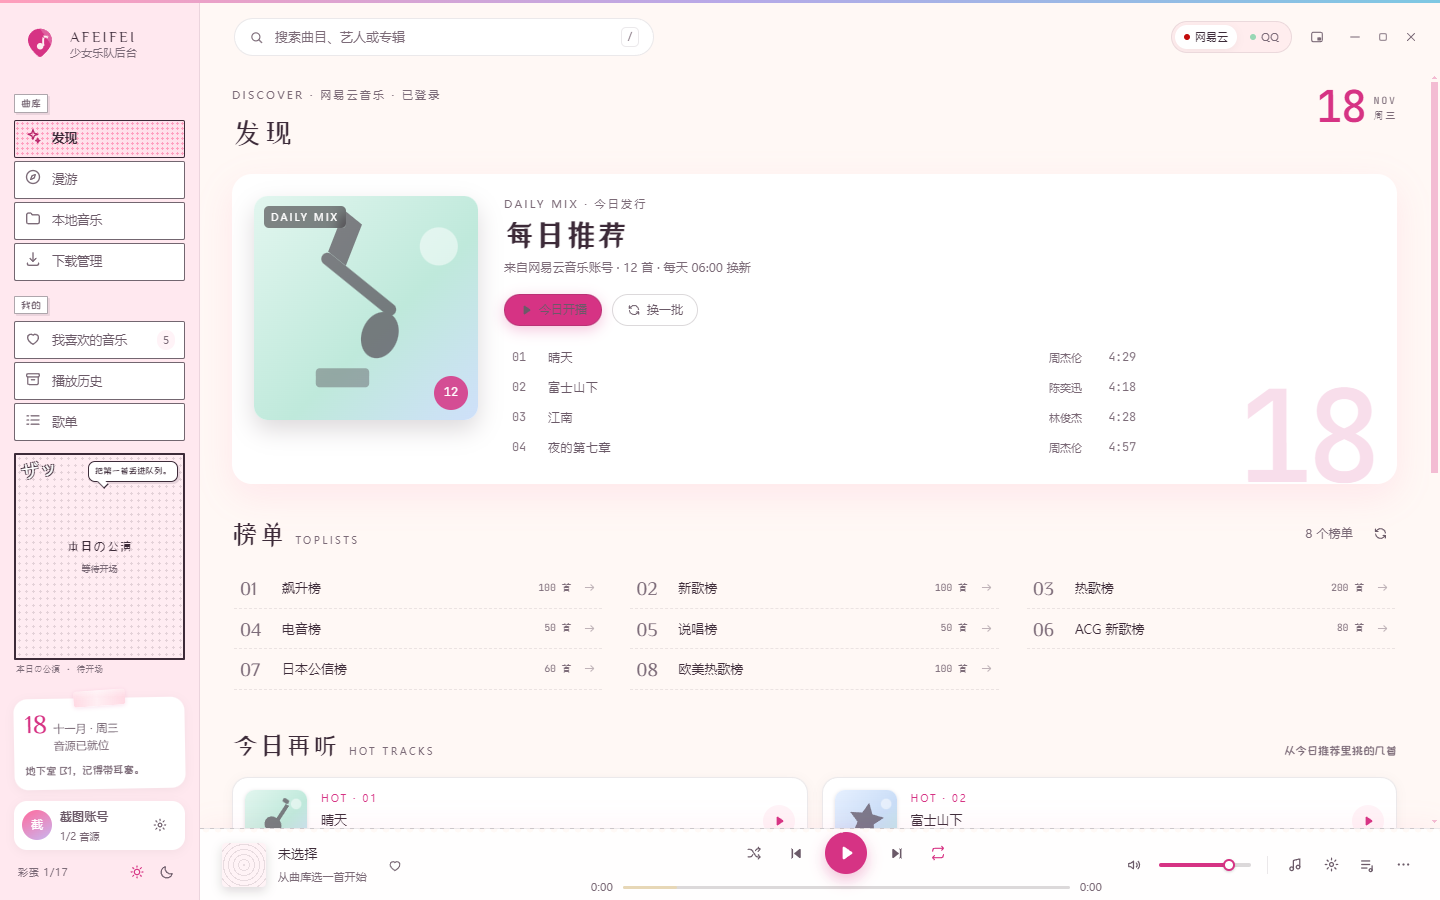 AFEIFEI
少女乐队后台
搜索曲目、艺人或专辑
/
网易云
QQ
曲库
发现
漫游
本地音乐
下载管理
我的
我喜欢的音乐 5
播放历史
歌单
ザッ
把第一首丢进队列。
本日の公演
等待开场
本日の公演 · 待开场
18 十一月 · 周三
音源已就位
地下室 B1，记得带耳塞。
截
截图账号
1/2 音源
彩蛋 1/17
DISCOVER · 网易云音乐 · 已登录
发现
18
NOV
周三
DAILY MIX
12
DAILY MIX · 今日发行
每日推荐
来自网易云音乐账号 · 12 首 · 每天 06:00 换新
今日开演
换一批
01 晴天 周杰伦 4:29
02 富士山下 陈奕迅 4:18
03 江南 林俊杰 4:28
04 夜的第七章 周杰伦 4:57
18
榜单 TOPLISTS
8 个榜单
01 飙升榜 100 首 →
02 新歌榜 100 首 →
03 热歌榜 200 首 →
04 电音榜 50 首 →
05 说唱榜 50 首 →
06 ACG 新歌榜 80 首 →
07 日本公信榜 60 首 →
08 欧美热歌榜 100 首 →
今日再听 HOT TRACKS
从今日推荐里挑的几首
HOT · 01
晴天
HOT · 02
富士山下
未选择
从曲库选一首开始
0:00
0:00